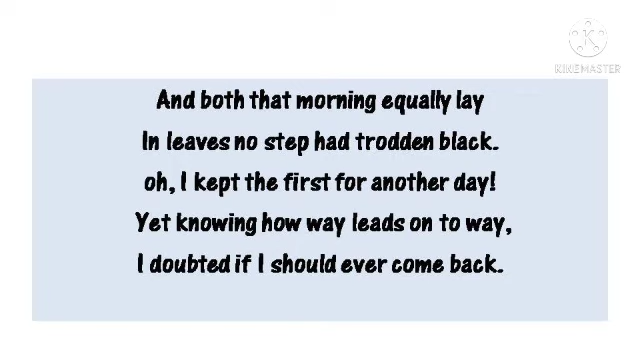 KINEMASTER
And both that morning equally lay
In leaves no step had trodden black.
oh, I kept the first for another day!
Yet knowing how way leads on to way,
I doubted if I should ever come back.